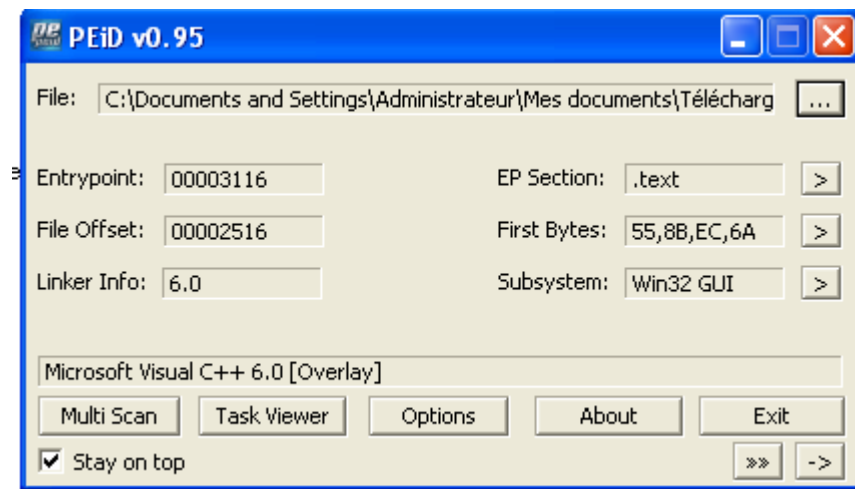 PEiD v0.95
File: C:\Documents and Settings\Administrateur\Mes documents\Télécharg ...
Entrypoint: 00003116 EP Section: .text >
File Offset: 00002516 First Bytes: 55,8B,EC,6A >
Linker Info: 6.0 Subsystem: Win32 GUI >
Microsoft Visual C++ 6.0 [Overlay]
Multi Scan Task Viewer Options About Exit
Stay on top »» ->